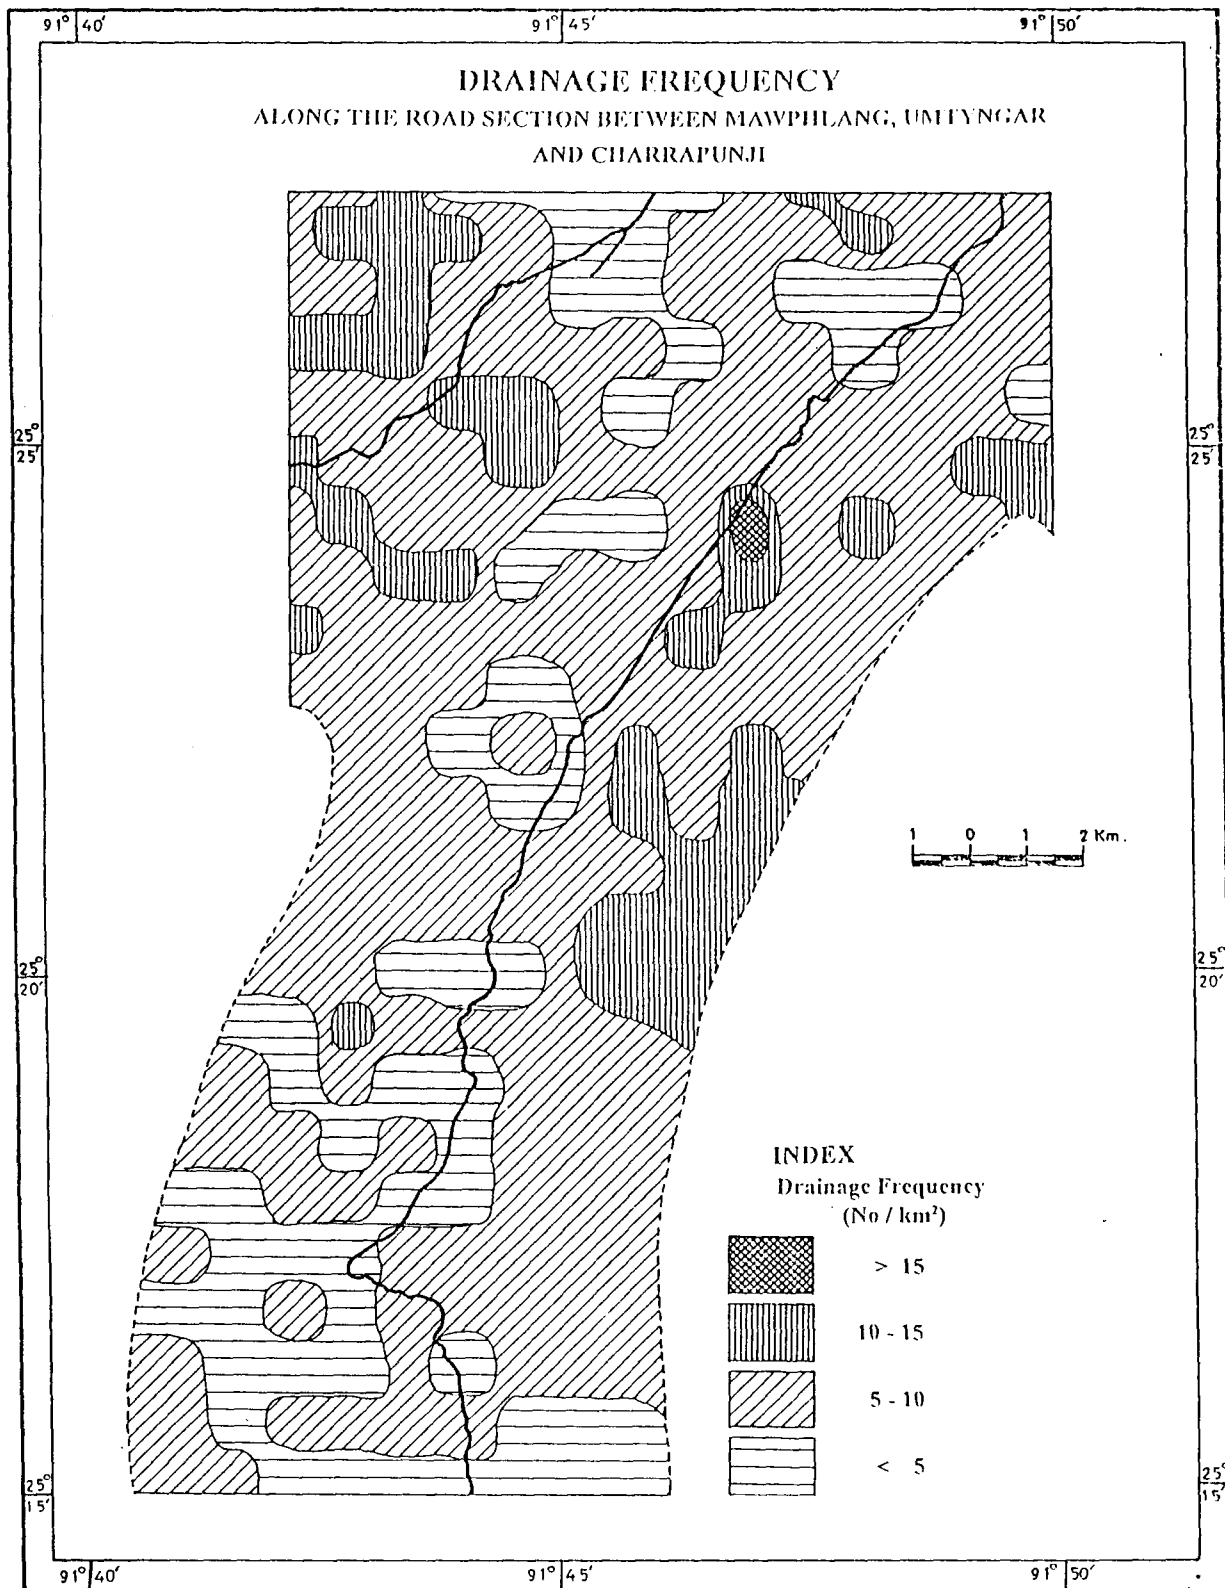 91° 40′ 91° 45′ 91° 50′
DRAINAGE FREQUENCY
ALONG THE ROAD SECTION BETWEEN MAWPHLANG, UMTYNGAR
AND CHARRAPUNJI
25° 25′ 25° 25′
1 0 1 2 Km.
25° 20′ 25° 20′
INDEX
Drainage Frequency
(No / km²)
> 15
10 - 15
5 - 10
< 5
25° 15′ 25° 15′
91° 40′ 91° 45′ 91° 50′